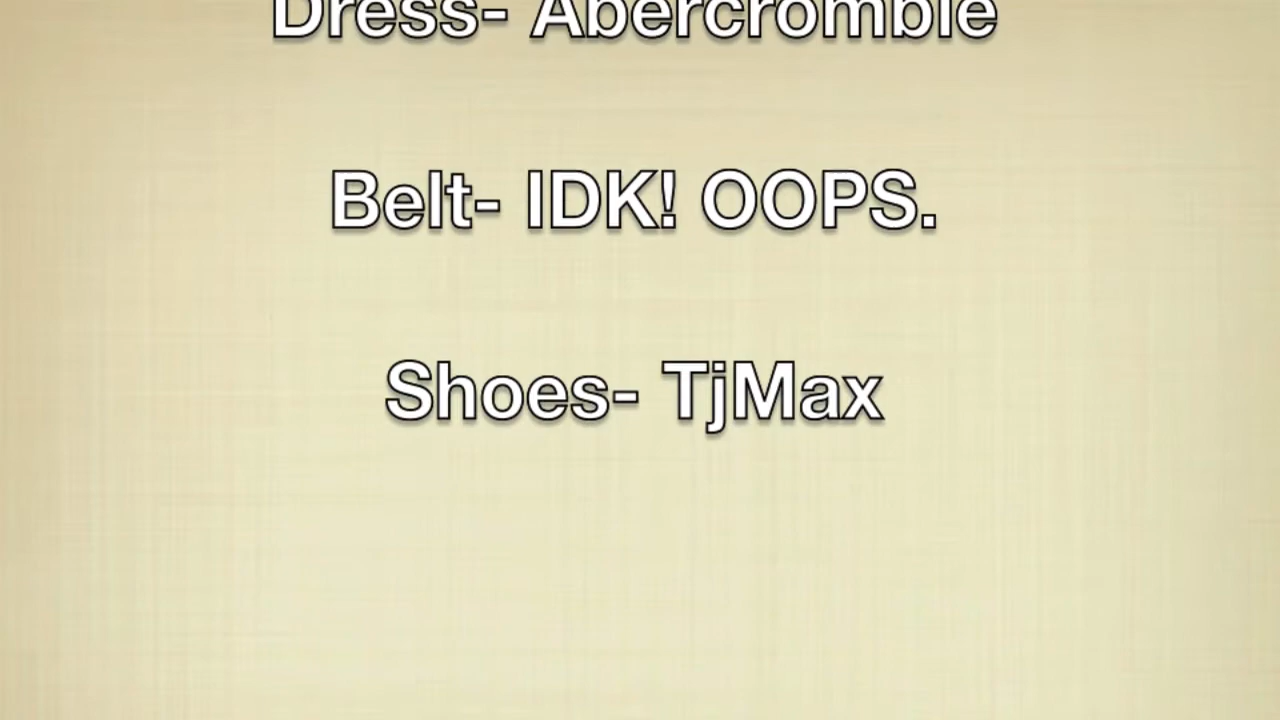 Dress- Abercrombie
Belt- IDK! OOPS.
Shoes- TjMax